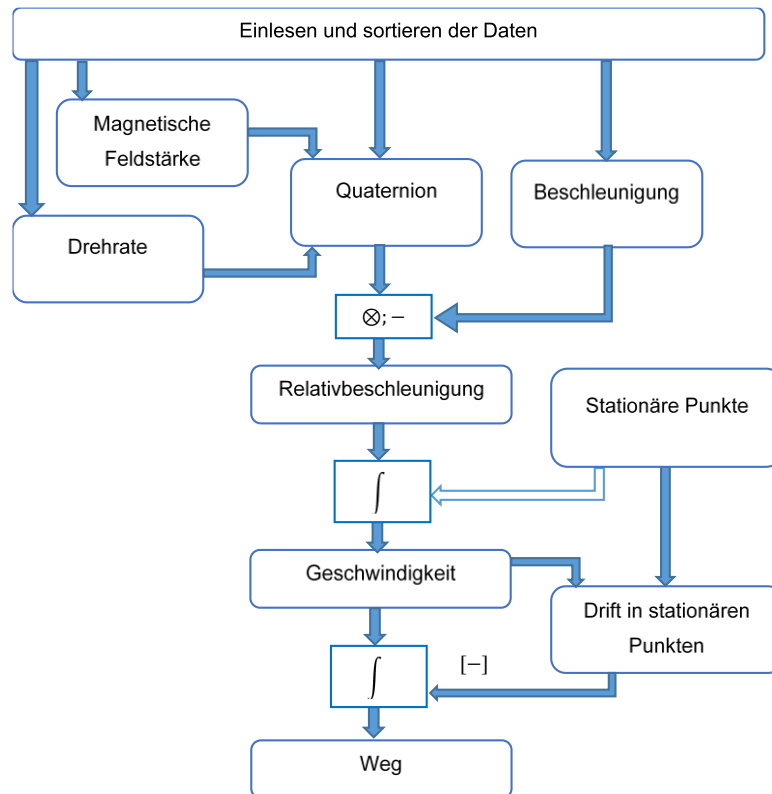 Einlesen und sortieren der Daten
Magnetische
Feldstärke
Quaternion
Beschleunigung
Drehrate
⊗; −
Relativbeschleunigung
Stationäre Punkte
∫
Geschwindigkeit
Drift in stationären
Punkten
[−]
∫
Weg